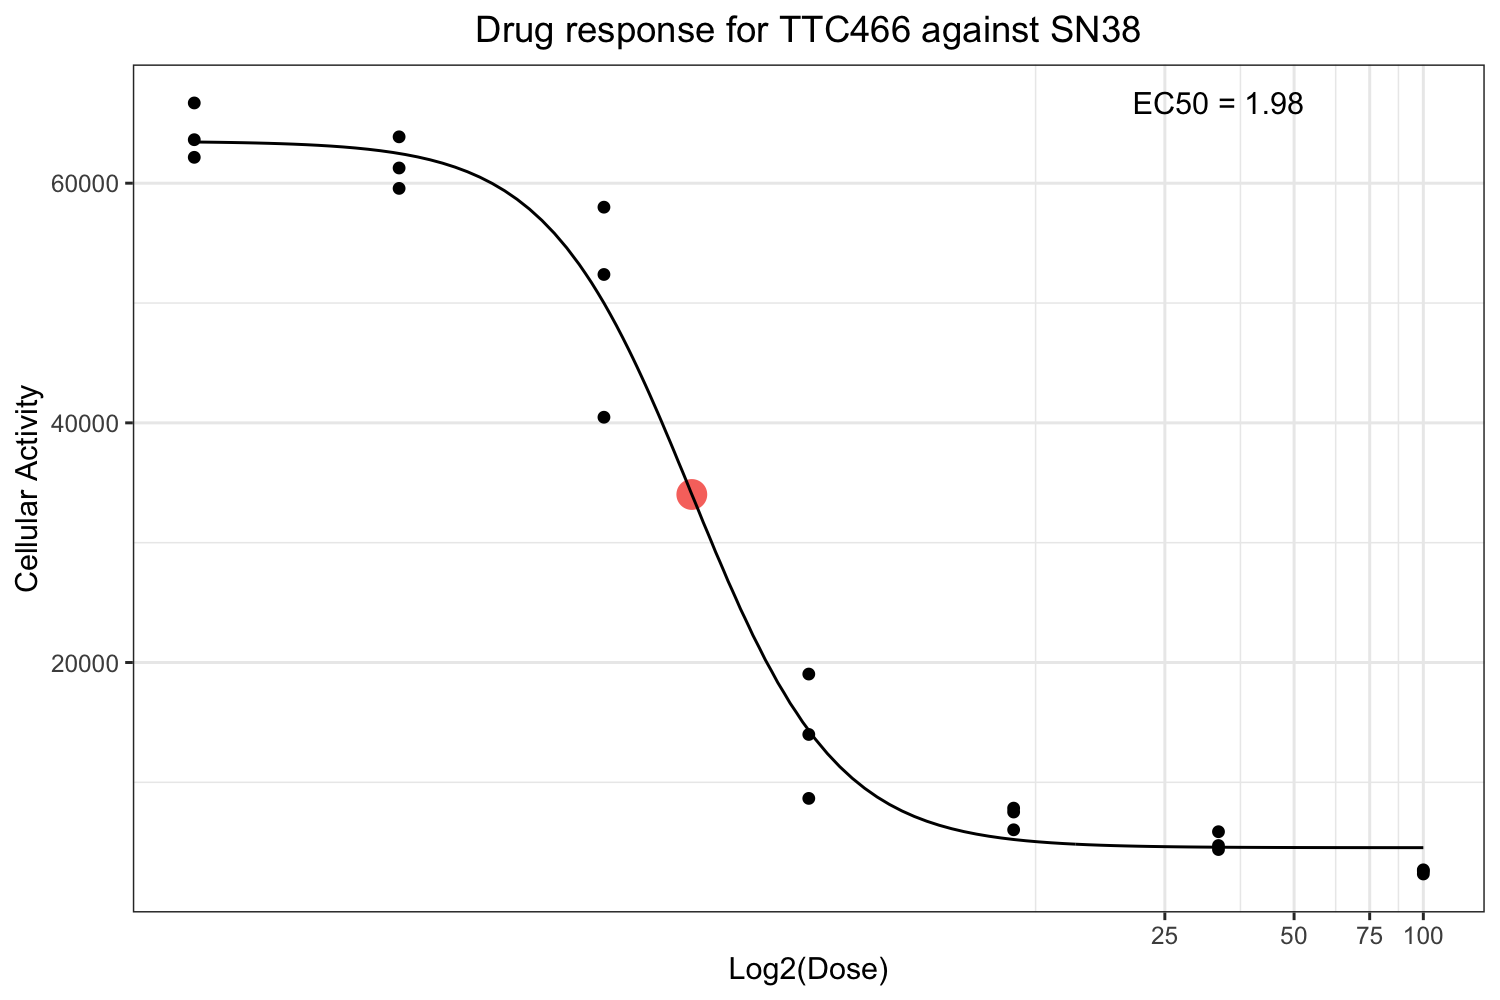 Drug response for TTC466 against SN38
EC50 = 1.98
Cellular Activity
60000
40000
20000
25 50 75 100
Log2(Dose)